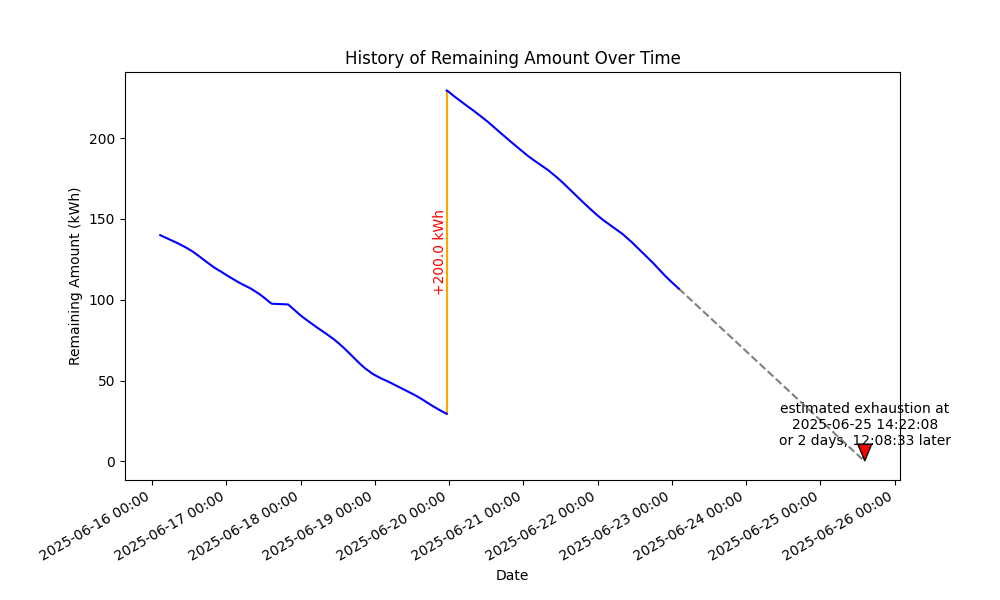 History of Remaining Amount Over Time
Remaining Amount (kWh)
200
150
100
50
0
+200.0 kWh
estimated exhaustion at
2025-06-25 14:22:08
or 2 days, 12:08:33 later
2025-06-16 00:00
2025-06-17 00:00
2025-06-18 00:00
2025-06-19 00:00
2025-06-20 00:00
2025-06-21 00:00
2025-06-22 00:00
2025-06-23 00:00
2025-06-24 00:00
2025-06-25 00:00
2025-06-26 00:00
Date